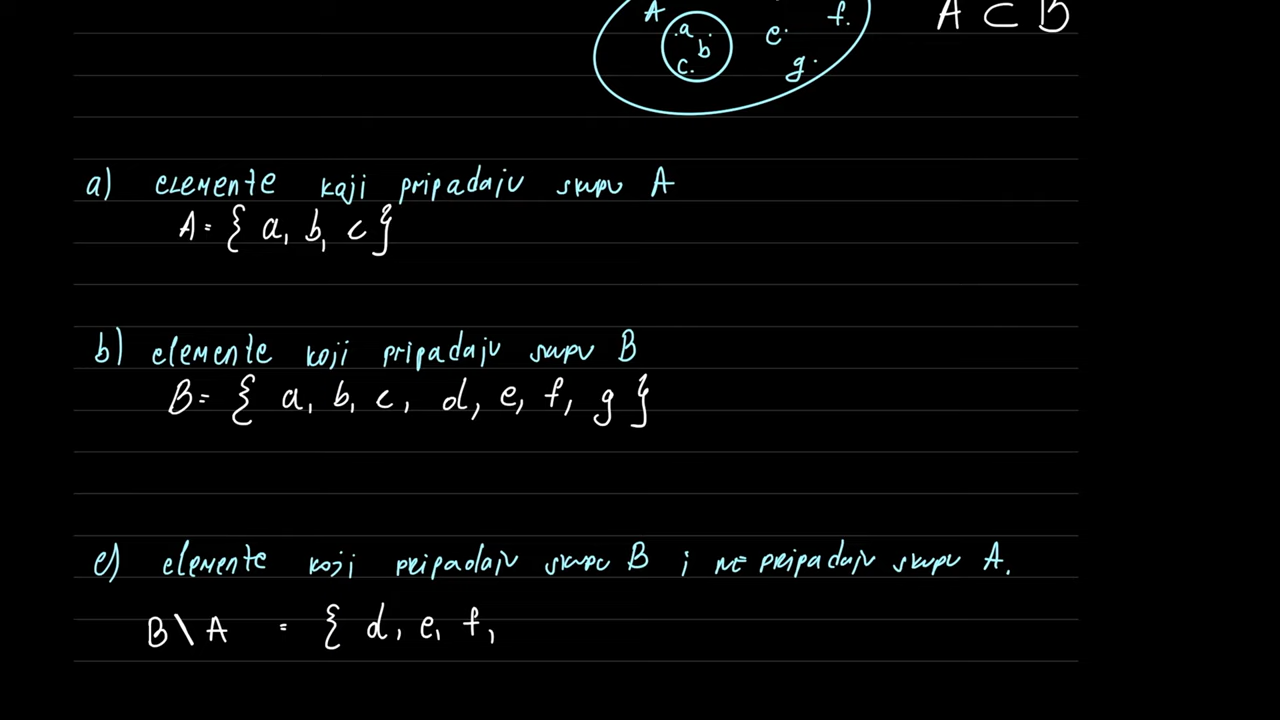 A a. b c. e. f. g.
A ⊂ B
a) elemente koji pripadaju skupu A
A = { a, b, c }
b) elemente koji pripadaju skupu B
B = { a, b, c, d, e, f, g }
c) elemente koji pripadaju skupu B i ne pripadaju skupu A.
B \ A = { d, e, f,